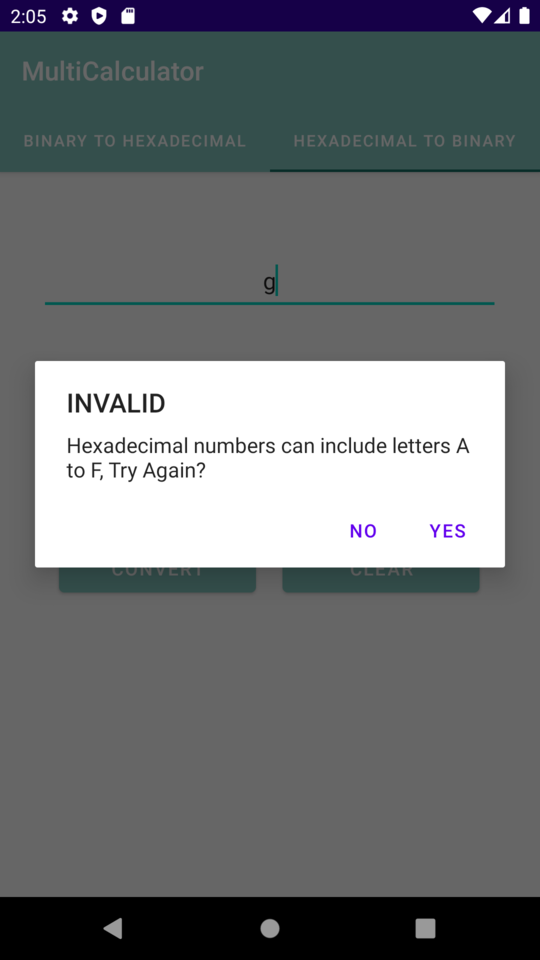 2:05
MultiCalculator
BINARY TO HEXADECIMAL
HEXADECIMAL TO BINARY
g
INVALID
Hexadecimal numbers can include letters A
to F, Try Again?
NO YES
CONVERT CLEAR